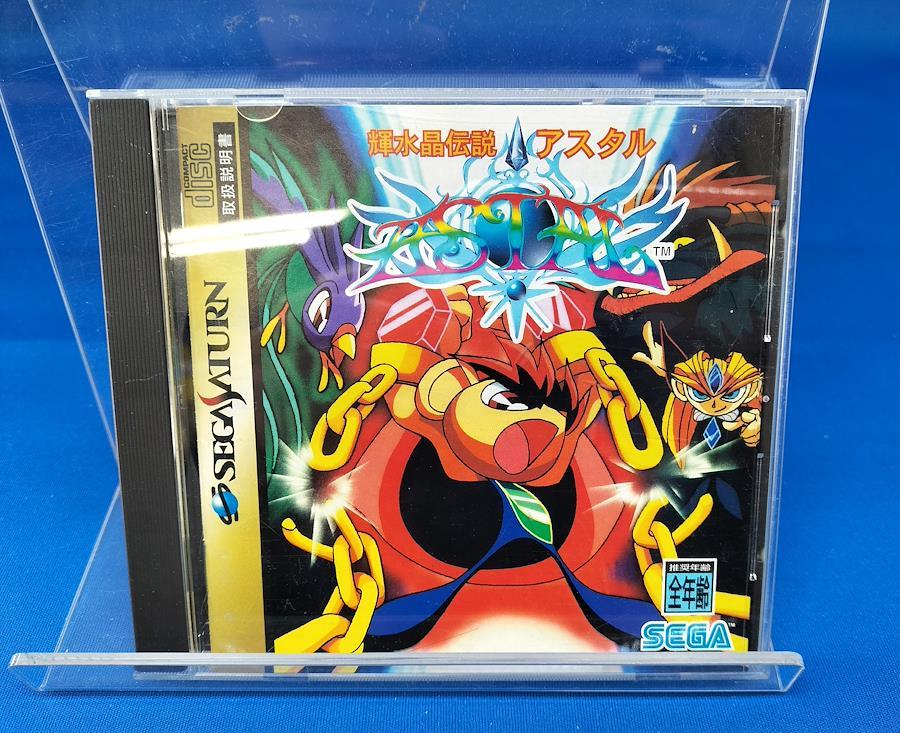 輝水晶伝説 アスタル
ASTAL
TM
COMPACT
disc
取扱説明書
SEGA SATURN
推奨年齢
全年齢
SEGA
TM